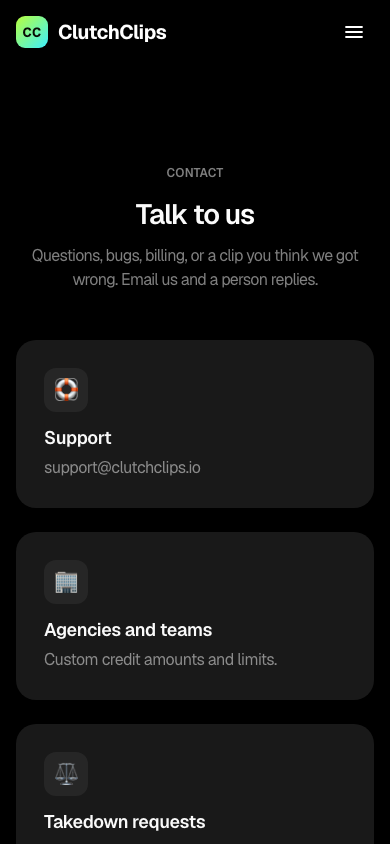 CC ClutchClips
CONTACT
Talk to us
Questions, bugs, billing, or a clip you think we got
wrong. Email us and a person replies.
Support
support@clutchclips.io
Agencies and teams
Custom credit amounts and limits.
Takedown requests